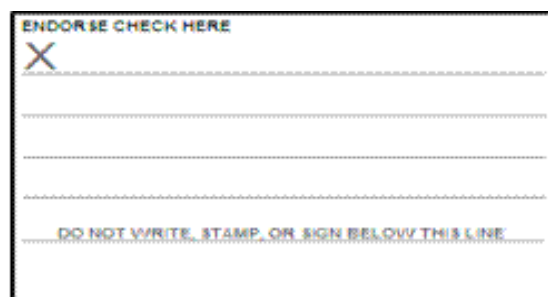 ENDORSE CHECK HERE
X
DO NOT WRITE, STAMP, OR SIGN BELOW THIS LINE